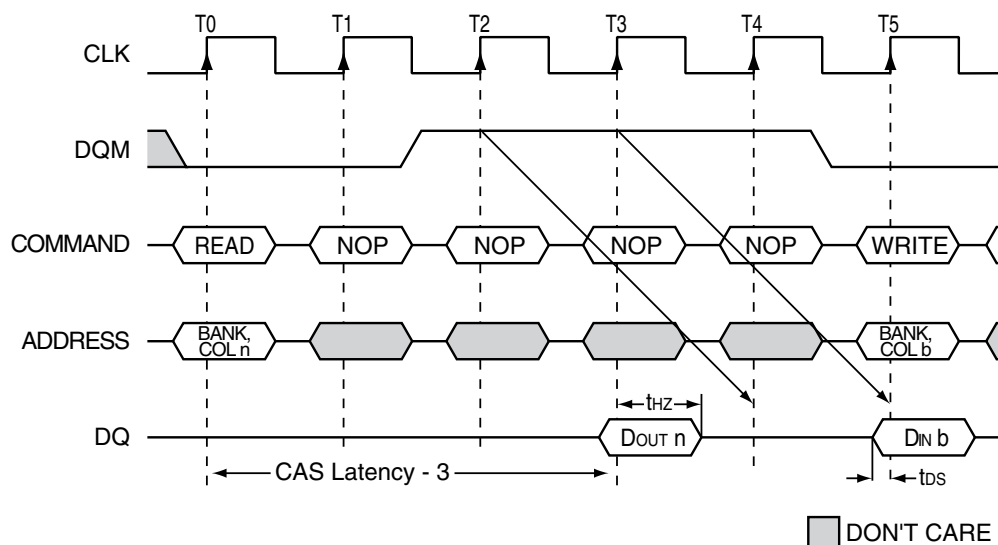 T0 T1 T2 T3 T4 T5
CLK
DQM
COMMAND READ NOP NOP NOP NOP WRITE
ADDRESS BANK, COL n BANK, COL b
tHZ
DQ DOUT n DIN b
CAS Latency - 3 tDS
DON'T CARE